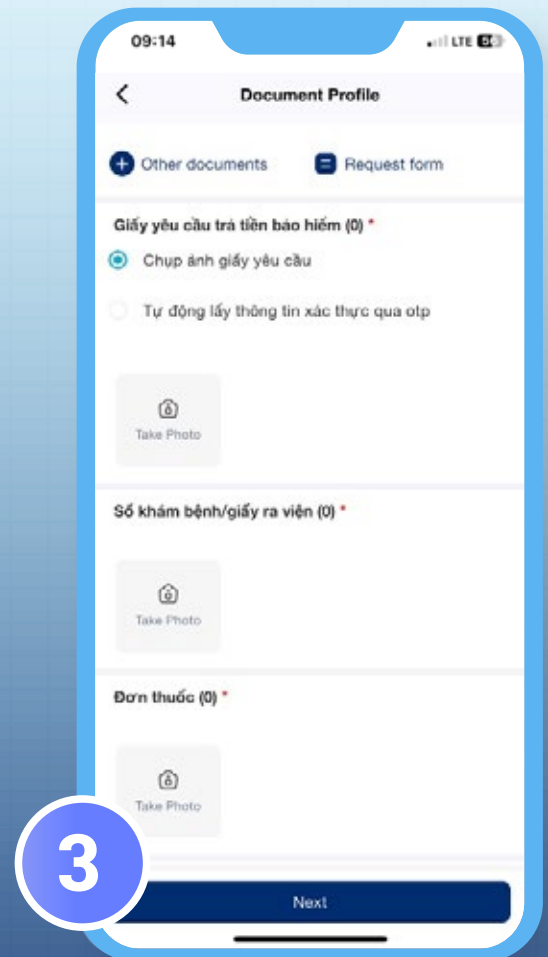 09:14
LTE
Document Profile
Other documents
Request form
Giấy yêu cầu trả tiền bảo hiểm (0) *
Chụp ảnh giấy yêu cầu
Tự động lấy thông tin xác thực qua otp
Take Photo
Sổ khám bệnh/giấy ra viện (0) *
Take Photo
Đơn thuốc (0) *
Take Photo
3
Next